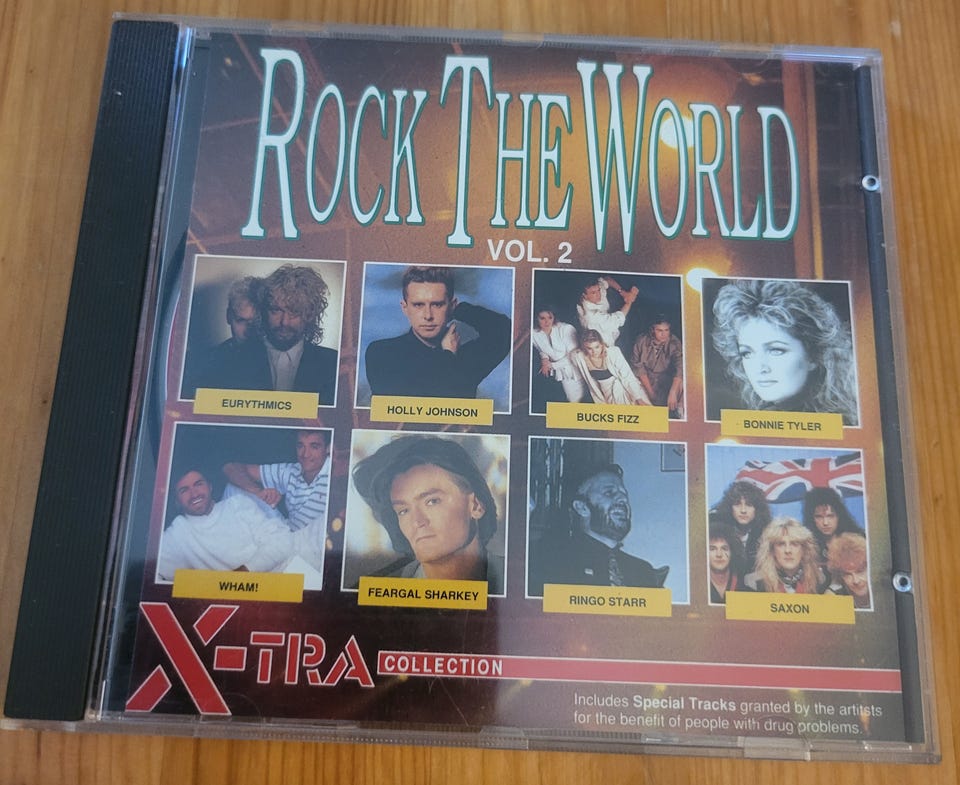 ROCK THE WORLD
VOL. 2
EURYTHMICS
HOLLY JOHNSON
BUCKS FIZZ
BONNIE TYLER
WHAM!
FEARGAL SHARKEY
RINGO STARR
SAXON
X-TRA COLLECTION
Includes Special Tracks granted by the artitsts
for the benefit of people with drug problems.